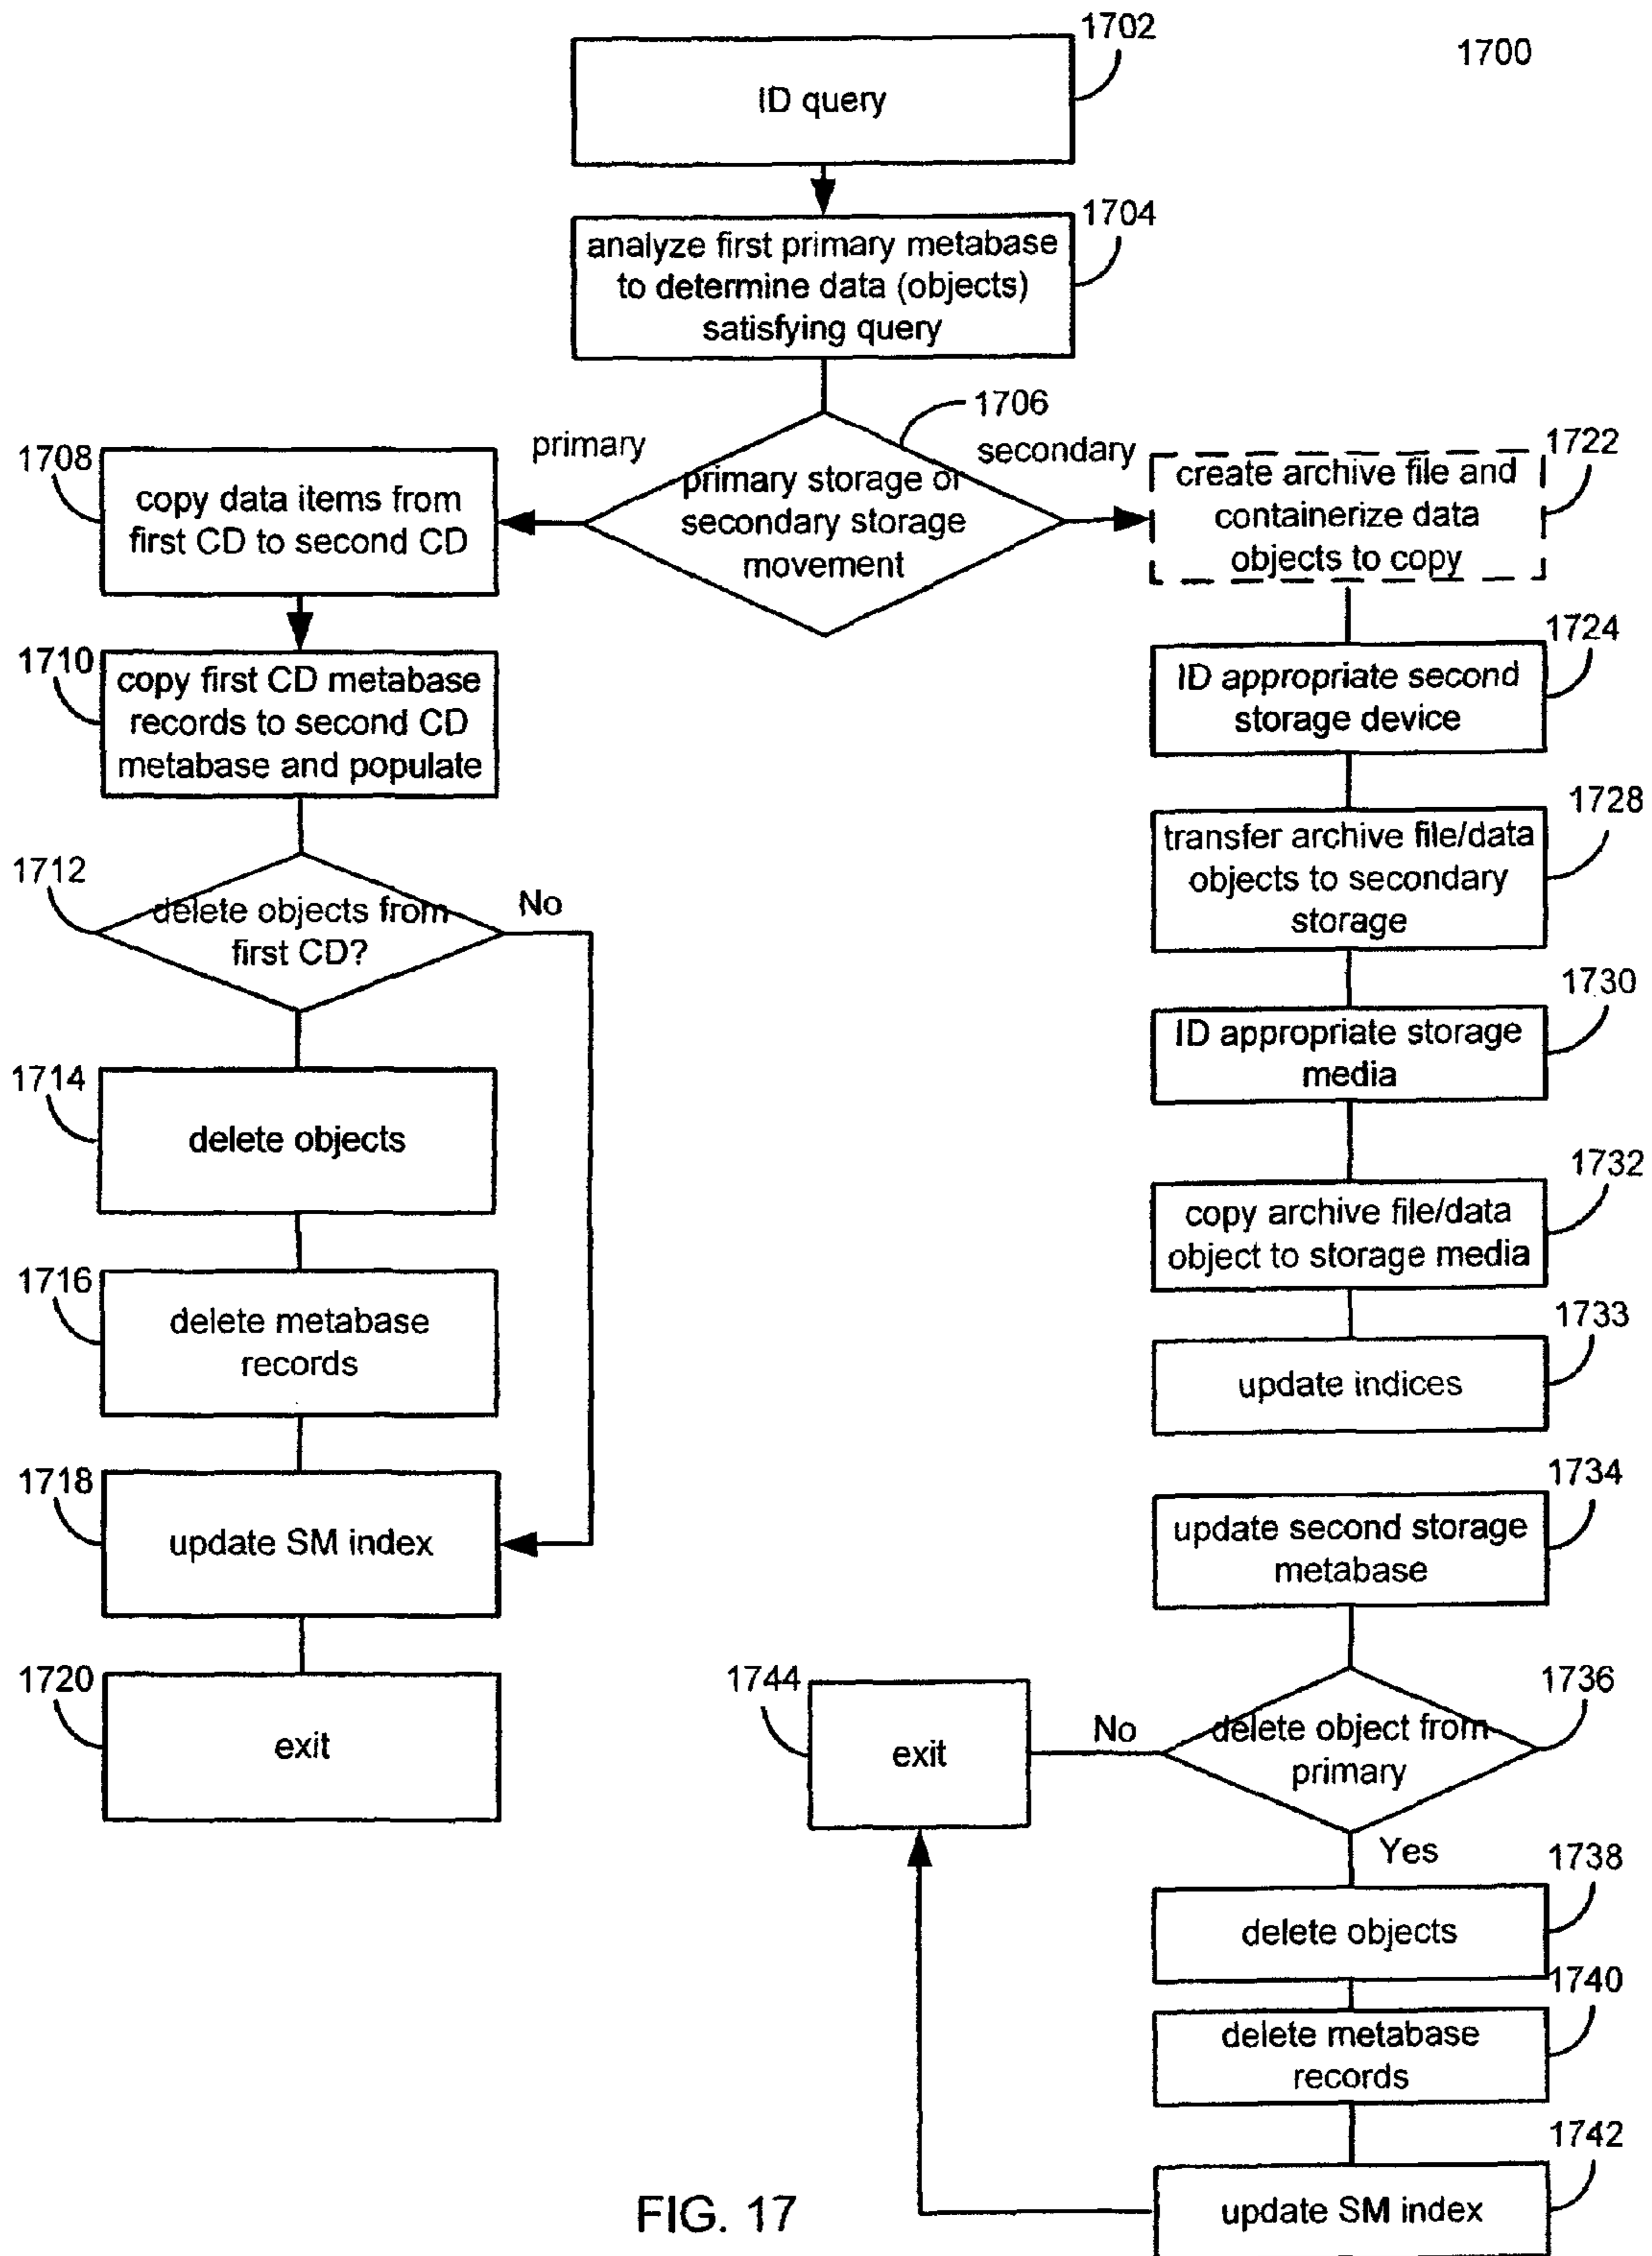 1702
1700
ID query
1704
analyze first primary metabase
to determine data (objects)
satisfying query
1706
primary
secondary
primary storage or
secondary storage
movement
1708
copy data items from
first CD to second CD
1710
copy first CD metabase
records to second CD
metabase and populate
1712
delete objects from
first CD?
No
1714
delete objects
1716
delete metabase
records
1718
update SM index
1720
exit
1722
create archive file and
containerize data
objects to copy
1724
ID appropriate second
storage device
1728
transfer archive file/data
objects to secondary
storage
1730
ID appropriate storage
media
1732
copy archive file/data
object to storage media
1733
update indices
1734
update second storage
metabase
1736
delete object from
primary
No
1744
exit
Yes
1738
delete objects
1740
delete metabase
records
1742
update SM index
FIG. 17